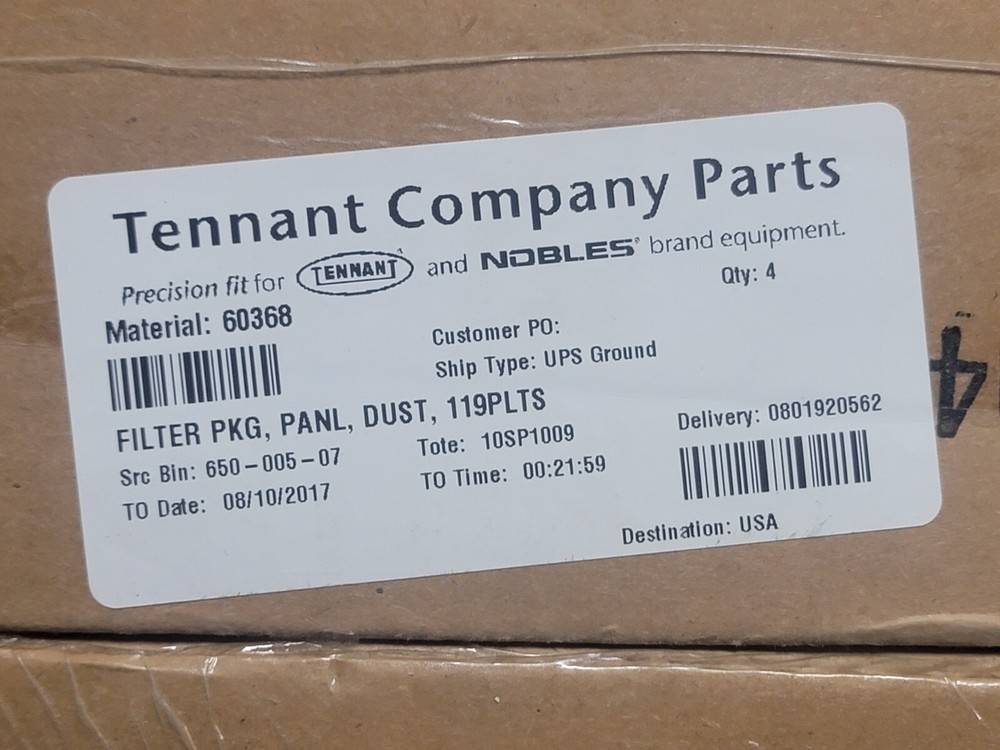 Tennant Company Parts
Precision fit for TENNANT and NOBLES® brand equipment.
Material: 60368
Qty: 4
Customer PO:
Ship Type: UPS Ground
FILTER PKG, PANL, DUST, 119PLTS
Src Bin: 650-005-07
Tote: 10SP1009
Delivery: 0801920562
TO Date: 08/10/2017
TO Time: 00:21:59
Destination: USA
4